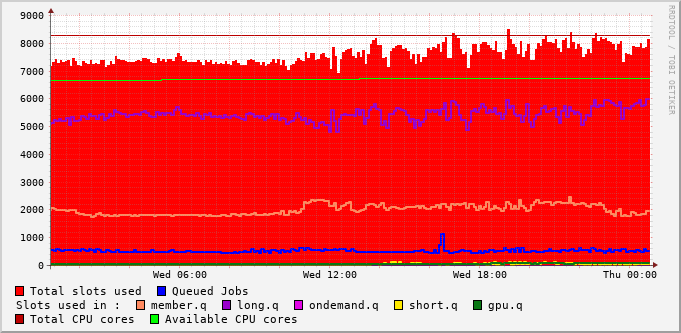 9000
8000
7000
6000
5000
4000
3000
2000
1000
0
Wed 06:00 Wed 12:00 Wed 18:00 Thu 00:00
RRDTOOL / TOBI OETIKER
Total slots used Queued Jobs
Slots used in : member.q long.q ondemand.q short.q gpu.q
Total CPU cores Available CPU cores